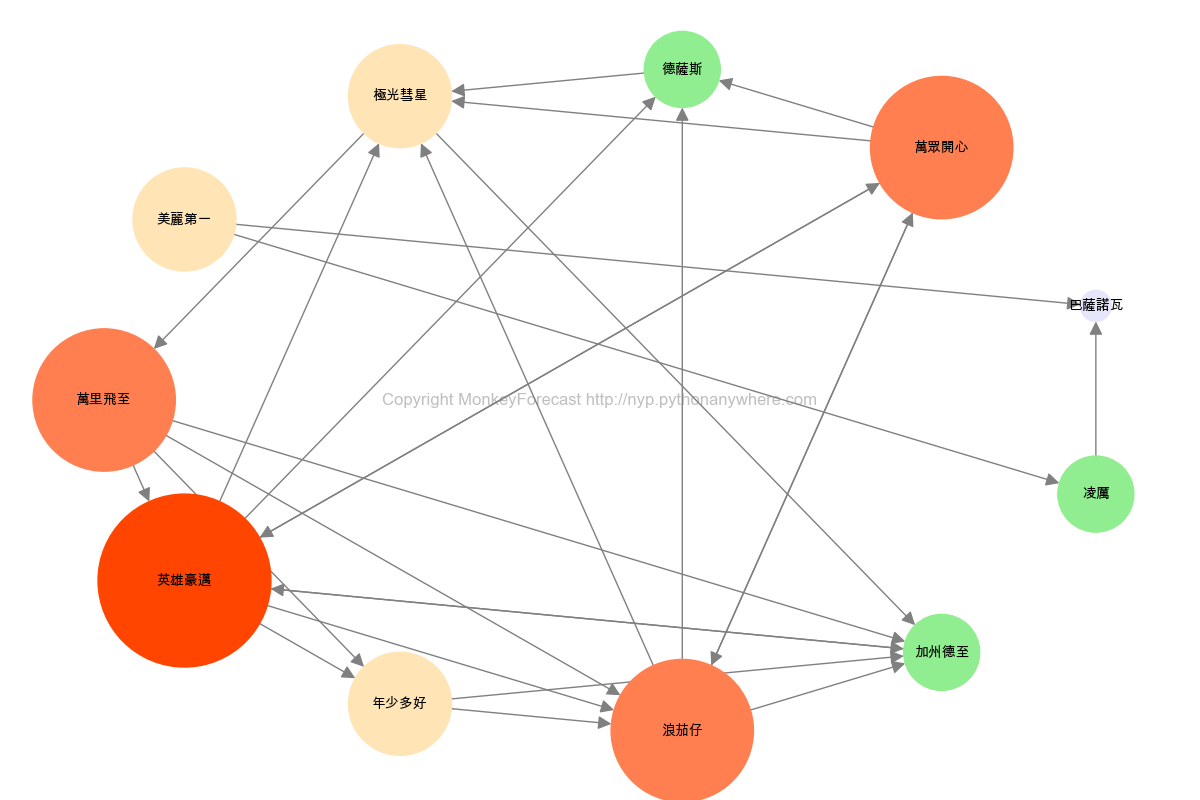 德薩斯
極光彗星
萬眾開心
美麗第一
巴薩諾瓦
萬里飛至
Copyright MonkeyForecast http://nyp.pythonanywhere.com
凌厲
英雄豪邁
加州德至
年少多好
浪茄仔